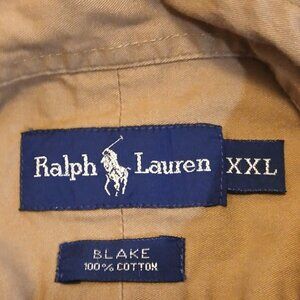 Ralph Lauren XXL
BLAKE
100% COTTON